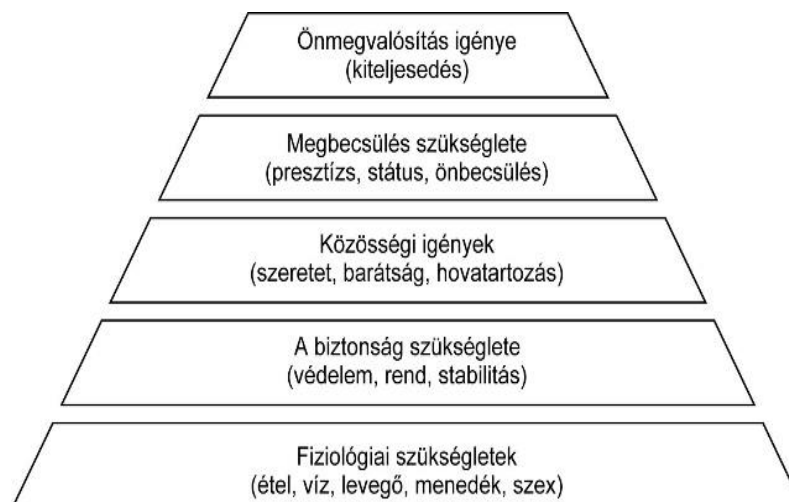 Önmegvalósítás igénye
(kiteljesedés)
Megbecsülés szükséglete
(presztízs, státus, önbecsülés)
Közösségi igények
(szeretet, barátság, hovatartozás)
A biztonság szükséglete
(védelem, rend, stabilitás)
Fiziológiai szükségletek
(étel, víz, levegő, menedék, szex)